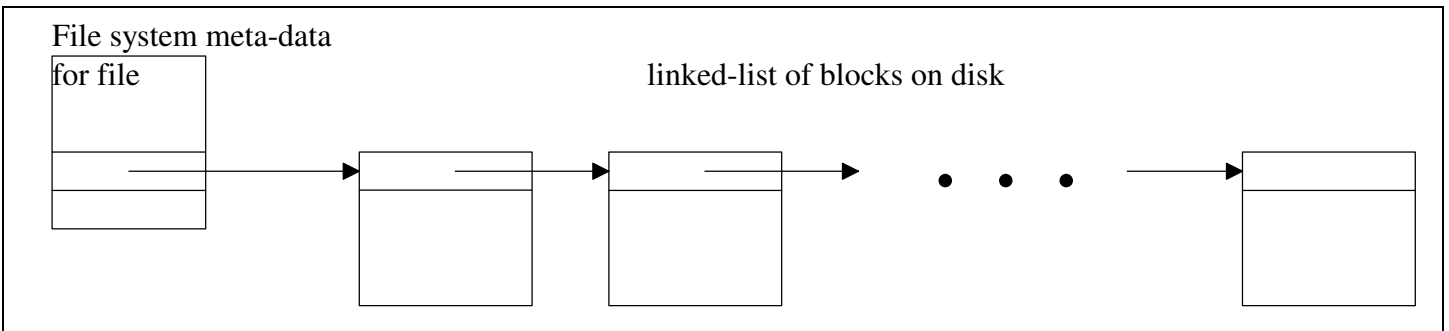 File system meta-data
for file
linked-list of blocks on disk